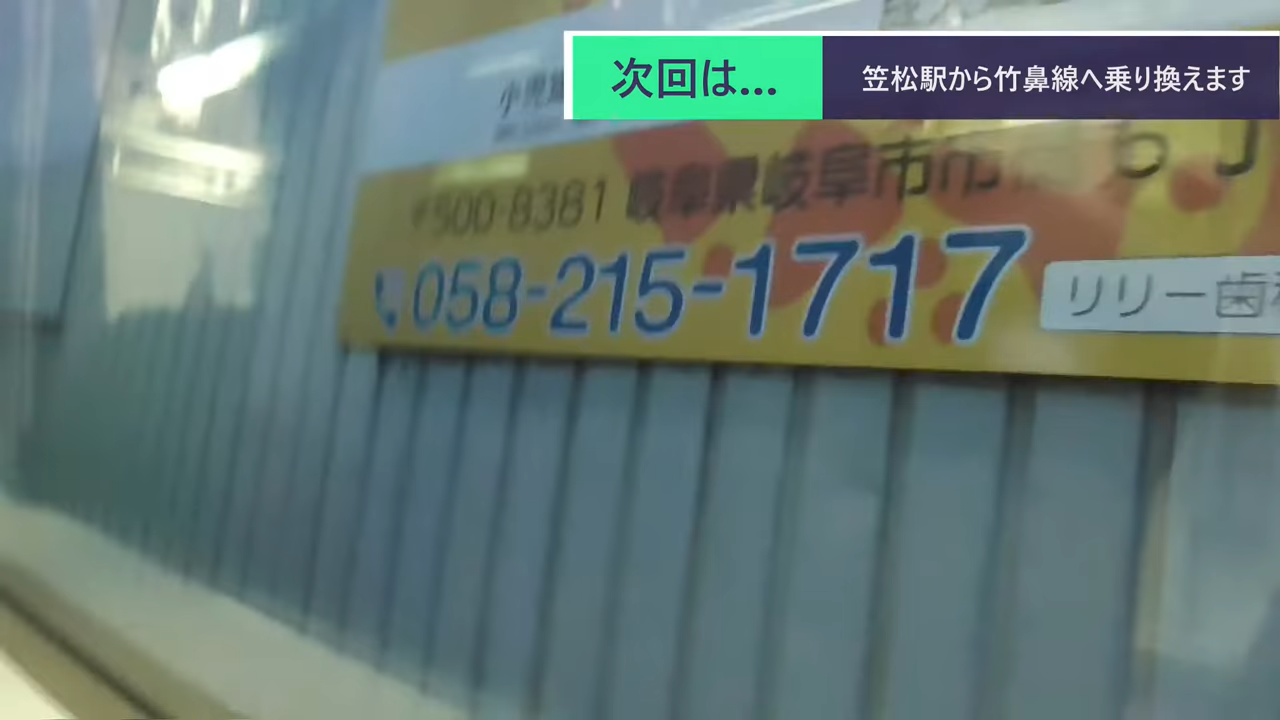 次回は...
笠松駅から竹鼻線へ乗り換えます
〒500-8381 岐阜県岐阜市市
058-215-1717
リリー歯